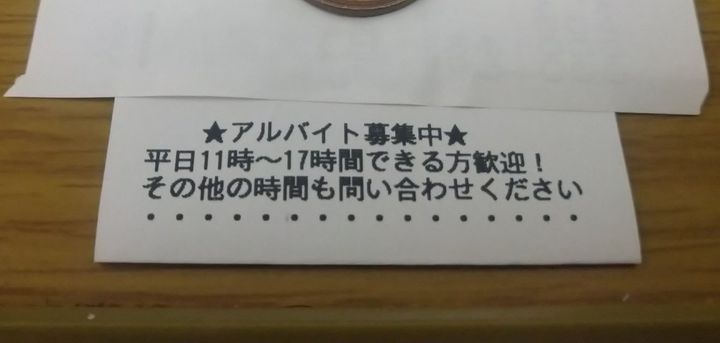 ★アルバイト募集中★
平日11時～17時間できる方歓迎！
その他の時間も問い合わせください
・・・・・・・・・・・・・・・・